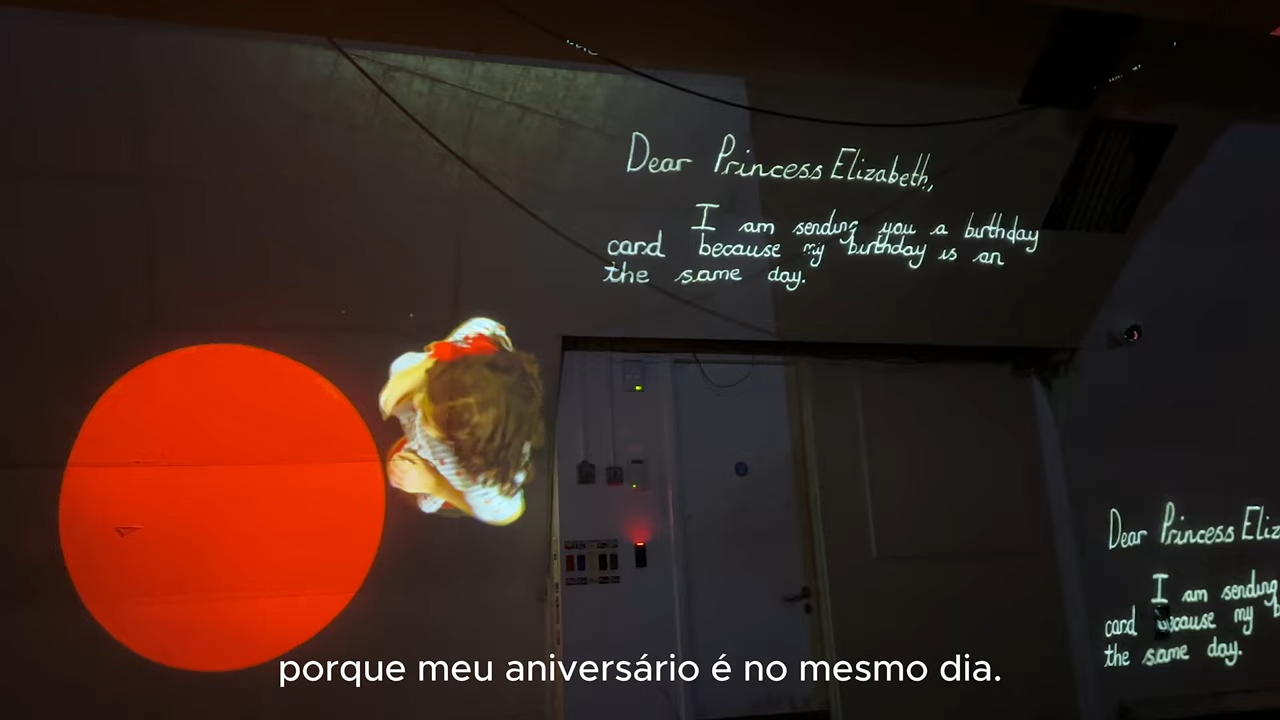 Dear Princess Elizabeth,
I am sending you a birthday
card because my birthday is on
the same day.
Dear Princess Eliz
I am sending
card because my b
the same day.
porque meu aniversário é no mesmo dia.